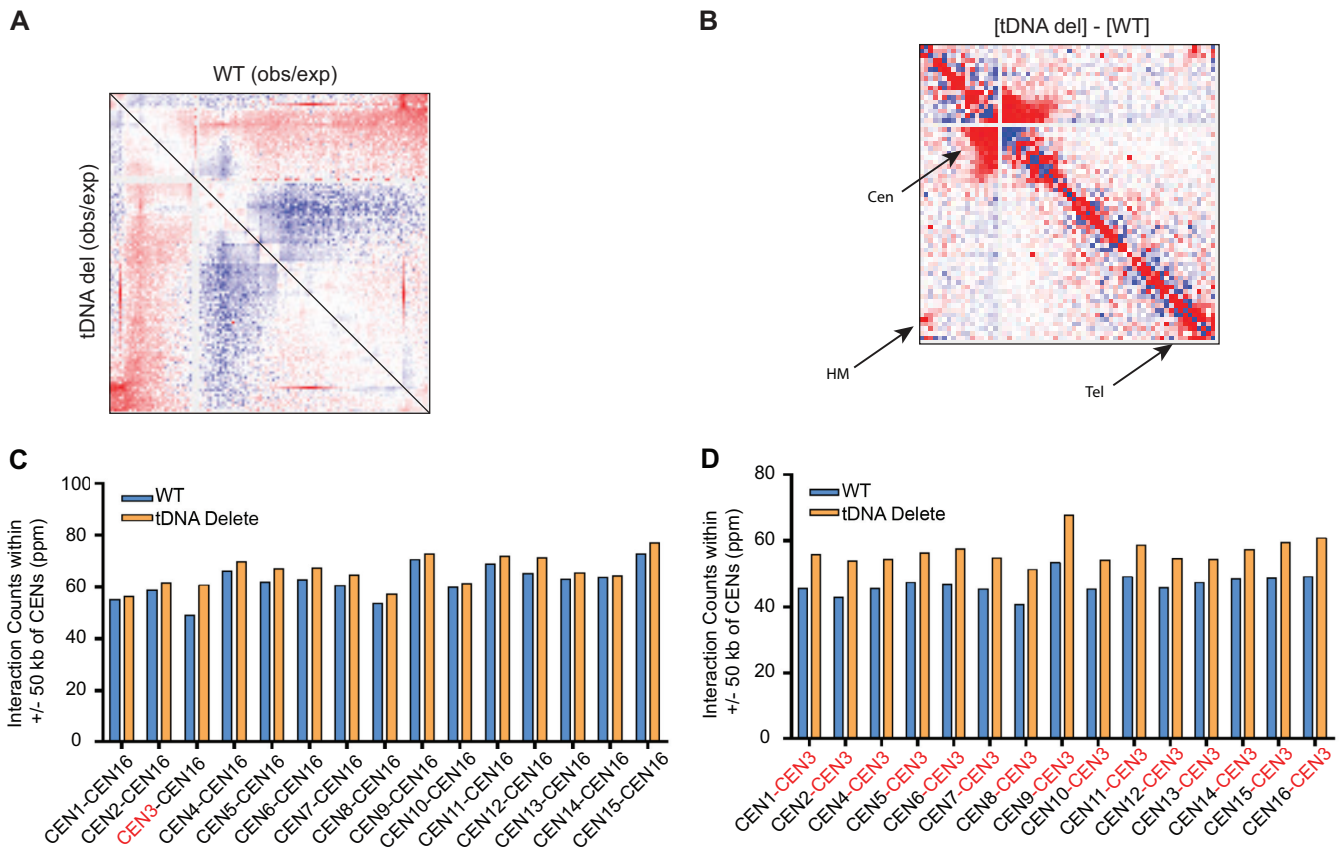 A
WT (obs/exp)
tDNA del (obs/exp)
B
[tDNA del] - [WT]
Cen
HM
Tel
C
Interaction Counts within
+/- 50 kb of CENs (ppm)
100
80
60
40
20
0
WT
tDNA Delete
CEN1-CEN16
CEN2-CEN16
CEN3-CEN16
CEN4-CEN16
CEN5-CEN16
CEN6-CEN16
CEN7-CEN16
CEN8-CEN16
CEN9-CEN16
CEN10-CEN16
CEN11-CEN16
CEN12-CEN16
CEN13-CEN16
CEN14-CEN16
CEN15-CEN16
D
Interaction Counts within
+/- 50 kb of CENs (ppm)
80
60
40
20
0
WT
tDNA Delete
CEN1-CEN3
CEN2-CEN3
CEN4-CEN3
CEN5-CEN3
CEN6-CEN3
CEN7-CEN3
CEN8-CEN3
CEN9-CEN3
CEN10-CEN3
CEN11-CEN3
CEN12-CEN3
CEN13-CEN3
CEN14-CEN3
CEN15-CEN3
CEN16-CEN3